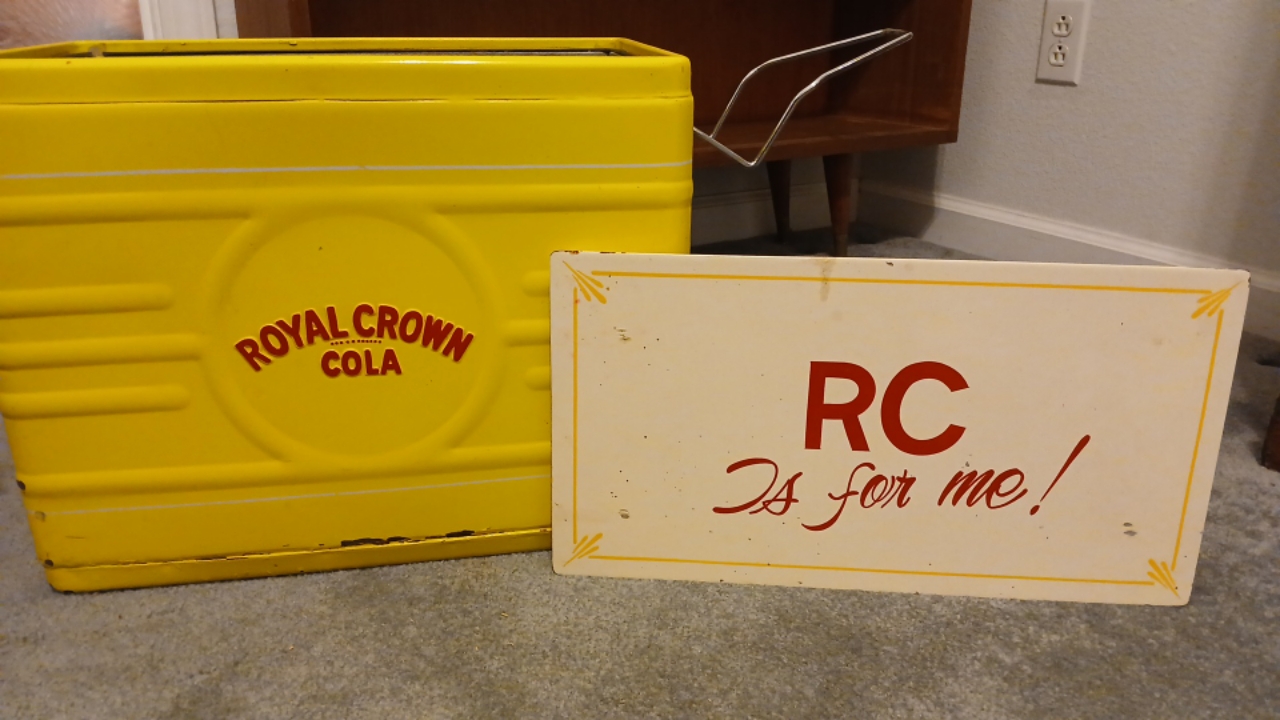 ROYAL CROWN
COLA
RC
Is for me!